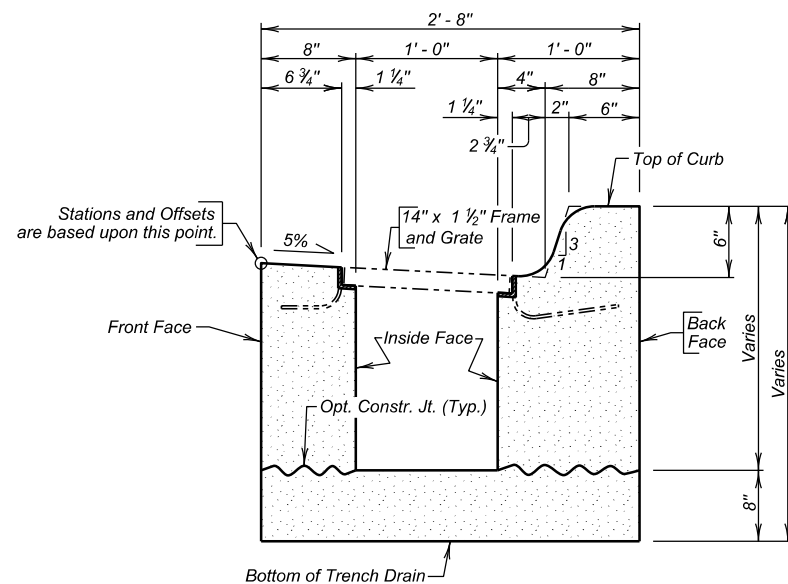 2' - 8"
8"
1' - 0"
1' - 0"
6 ¾"
1 ¼"
4"
8"
1 ¼"
2"
6"
2 ¾"
Top of Curb
Stations and Offsets
are based upon this point.
5%
14" x 1 ½" Frame
and Grate
3
1
6"
Front Face
Inside Face
Back
Face
Varies
Varies
Opt. Constr. Jt. (Typ.)
8"
Bottom of Trench Drain